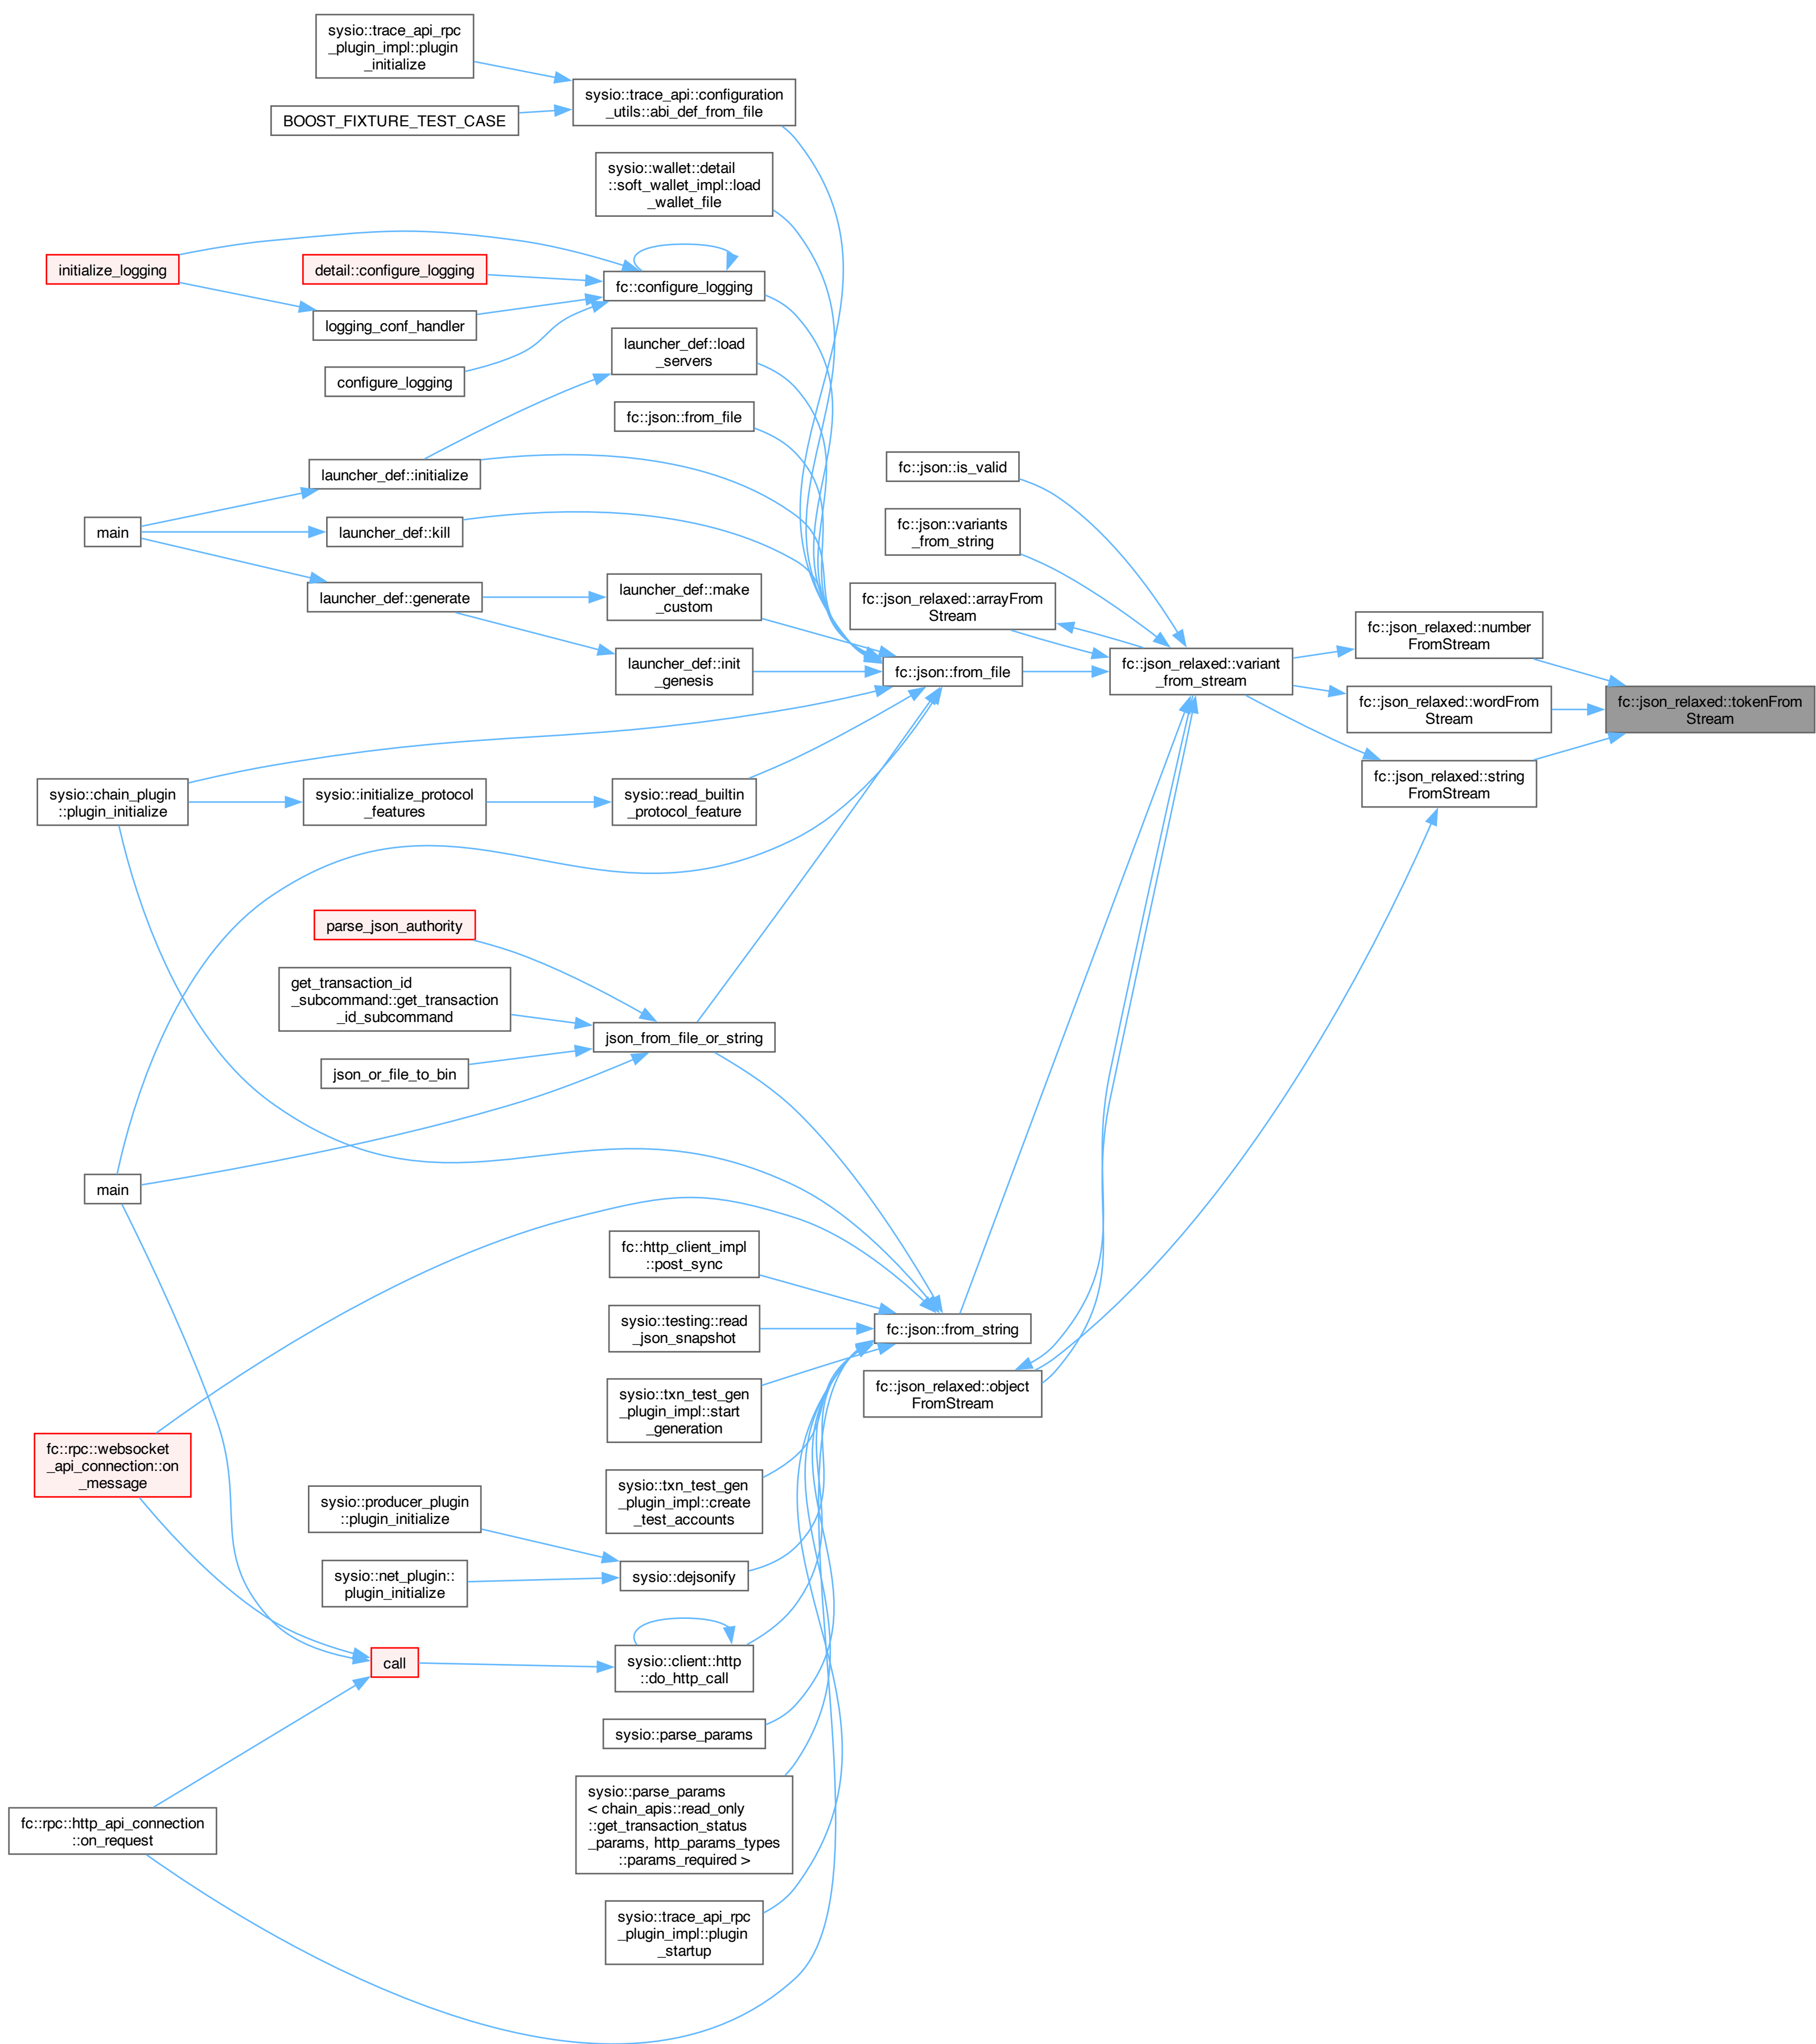 sysio::trace_api_rpc
_plugin_impl::plugin
_initialize
sysio::trace_api::configuration
_utils::abi_def_from_file
BOOST_FIXTURE_TEST_CASE
sysio::wallet::detail
::soft_wallet_impl::load
_wallet_file
initialize_logging
detail::configure_logging
fc::configure_logging
logging_conf_handler
launcher_def::load
_servers
configure_logging
fc::json::from_file
launcher_def::initialize
fc::json::is_valid
main
launcher_def::kill
fc::json::variants
_from_string
launcher_def::generate
launcher_def::make
_custom
fc::json_relaxed::arrayFrom
Stream
fc::json_relaxed::number
FromStream
launcher_def::init
_genesis
fc::json::from_file
fc::json_relaxed::variant
_from_stream
fc::json_relaxed::wordFrom
Stream
fc::json_relaxed::tokenFrom
Stream
sysio::chain_plugin
::plugin_initialize
sysio::initialize_protocol
_features
sysio::read_builtin
_protocol_feature
fc::json_relaxed::string
FromStream
parse_json_authority
get_transaction_id
_subcommand::get_transaction
_id_subcommand
json_from_file_or_string
json_or_file_to_bin
main
fc::http_client_impl
::post_sync
sysio::testing::read
_json_snapshot
fc::json::from_string
sysio::txn_test_gen
_plugin_impl::start
_generation
fc::json_relaxed::object
FromStream
fc::rpc::websocket
_api_connection::on
_message
sysio::txn_test_gen
_plugin_impl::create
_test_accounts
sysio::producer_plugin
::plugin_initialize
sysio::net_plugin::
plugin_initialize
sysio::dejsonify
call
sysio::client::http
::do_http_call
sysio::parse_params
sysio::parse_params
< chain_apis::read_only
::get_transaction_status
_params, http_params_types
::params_required >
fc::rpc::http_api_connection
::on_request
sysio::trace_api_rpc
_plugin_impl::plugin
_startup